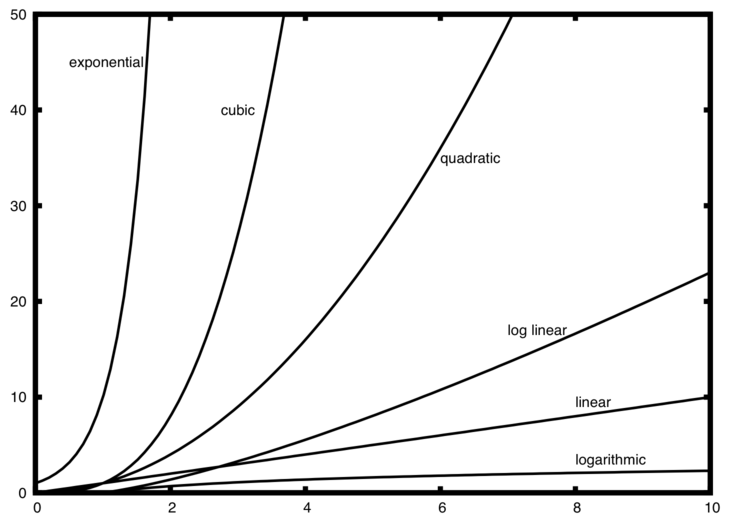 50
exponential
40
cubic
quadratic
30
20
log linear
10
linear
logarithmic
0
0 2 4 6 8 10